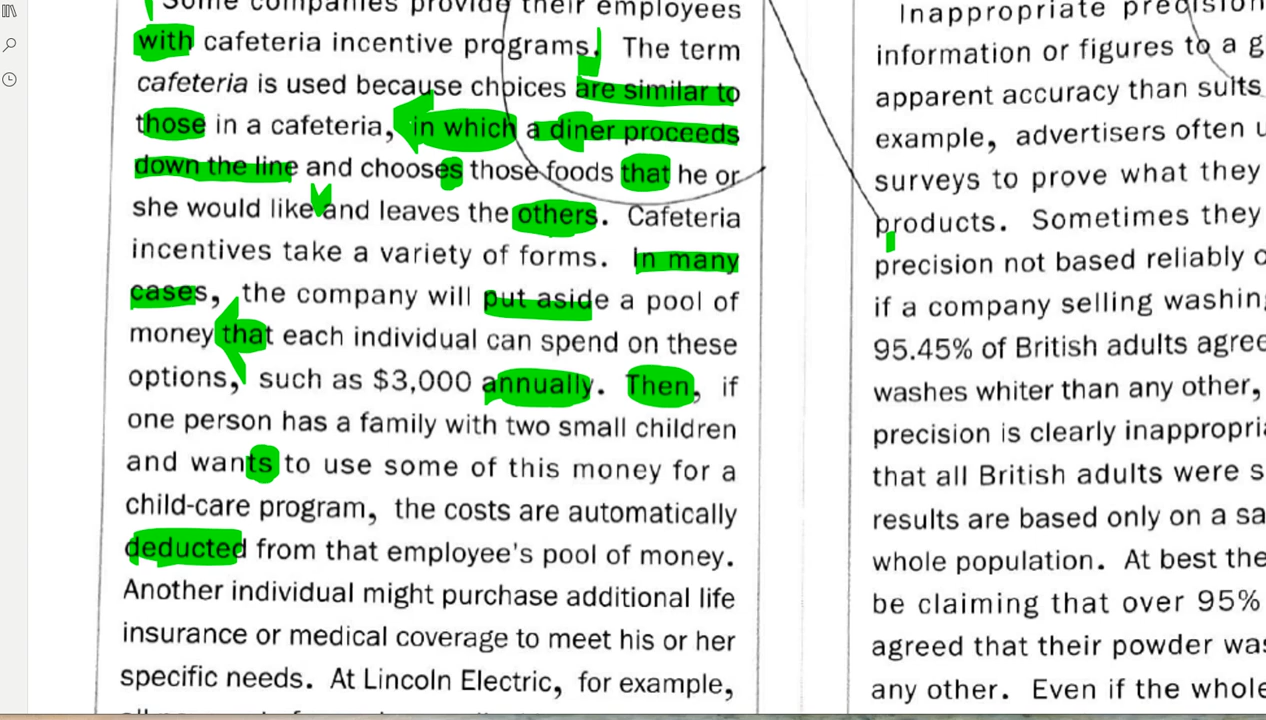 Some companies provide their employees
with cafeteria incentive programs. The term
cafeteria is used because choices are similar to
those in a cafeteria, in which a diner proceeds
down the line and chooses those foods that he or
she would like and leaves the others. Cafeteria
incentives take a variety of forms. In many
cases, the company will put aside a pool of
money that each individual can spend on these
options, such as $3,000 annually. Then, if
one person has a family with two small children
and wants to use some of this money for a
child-care program, the costs are automatically
deducted from that employee's pool of money.
Another individual might purchase additional life
insurance or medical coverage to meet his or her
specific needs. At Lincoln Electric, for example,
Inappropriate precision
information or figures to a g
apparent accuracy than suits
example, advertisers often u
surveys to prove what they
products. Sometimes they
precision not based reliably o
if a company selling washing
95.45% of British adults agree
washes whiter than any other,
precision is clearly inappropria
that all British adults were s
results are based only on a sa
whole population. At best the
be claiming that over 95%
agreed that their powder was
any other. Even if the whole